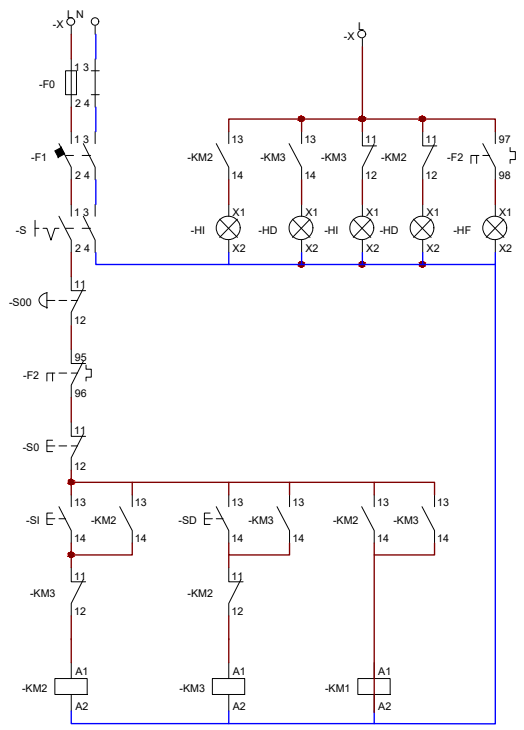 L N
-X
L
-X
1 3
-F0
2 4
13 11 11 97
1 3
-F1
-KM2 -KM3 -KM3 -KM2 -F2
2 4
14 14 12 12 98
X1 X1 X1 X1 X1
1 3
-S
-HI -HD -HI -HD -HF
2 4
X2 X2 X2 X2 X2
13
11
-S00
12
95
-F2
96
11
-S0
12
13 13 13 13 13 13
-SI -KM2 -SD -KM3 -KM2 -KM3
14 14 14 14 14 14
11 11
-KM3 -KM2
12 12
A1 A1 A1
-KM2 -KM3 -KM1
A2 A2 A2